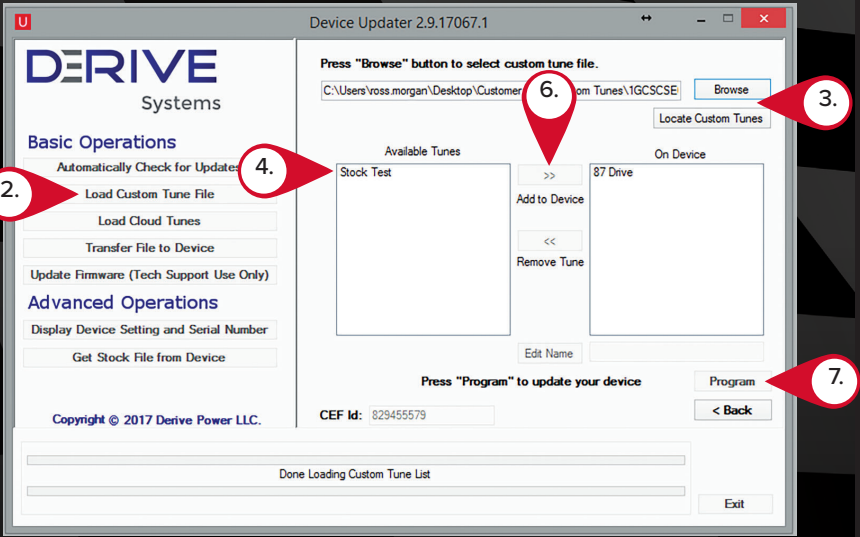 U
Device Updater 2.9.17067.1
DERIVE
Systems
Basic Operations
Automatically Check for Updates
2.
Load Custom Tune File
Load Cloud Tunes
Transfer File to Device
Update Firmware (Tech Support Use Only)
Advanced Operations
Display Device Setting and Serial Number
Get Stock File from Device
Copyright © 2017 Derive Power LLC.
Press "Browse" button to select custom tune file.
C:\Users\ross.morgan\Desktop\Customer om Tunes\1GCSCSE
Browse
3.
Locate Custom Tunes
6.
Available Tunes
On Device
4.
Stock Test
>>
87 Drive
Add to Device
<<
Remove Tune
Edit Name
Press "Program" to update your device
Program
7.
CEF Id: 829455579
< Back
Done Loading Custom Tune List
Exit